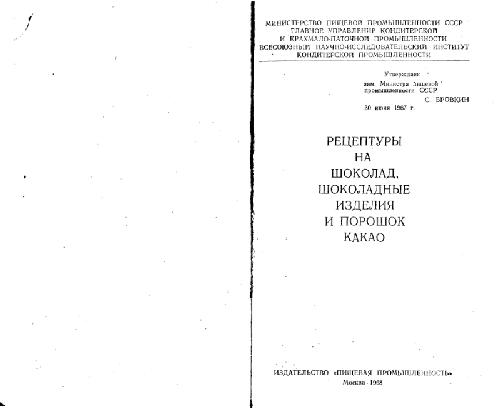 МИНИСТЕРСТВО ПИЩЕВОЙ ПРОМЫШЛЕННОСТИ СССР
ГЛАВНОЕ УПРАВЛЕНИЕ КОНДИТЕРСКОЙ
И КРАХМАЛО-ПАТОЧНОЙ ПРОМЫШЛЕННОСТИ
ВСЕСОЮЗНЫЙ НАУЧНО-ИССЛЕДОВАТЕЛЬСКИЙ ИНСТИТУТ
КОНДИТЕРСКОЙ ПРОМЫШЛЕННОСТИ
Утверждены
зам. Министра пищевой
промышленности СССР
С. БРОВКИН
30 июня 1967 г.
РЕЦЕПТУРЫ
НА
ШОКОЛАД,
ШОКОЛАДНЫЕ
ИЗДЕЛИЯ
И ПОРОШОК
КАКАО
ИЗДАТЕЛЬСТВО «ПИЩЕВАЯ ПРОМЫШЛЕННОСТЬ»
Москва - 1968